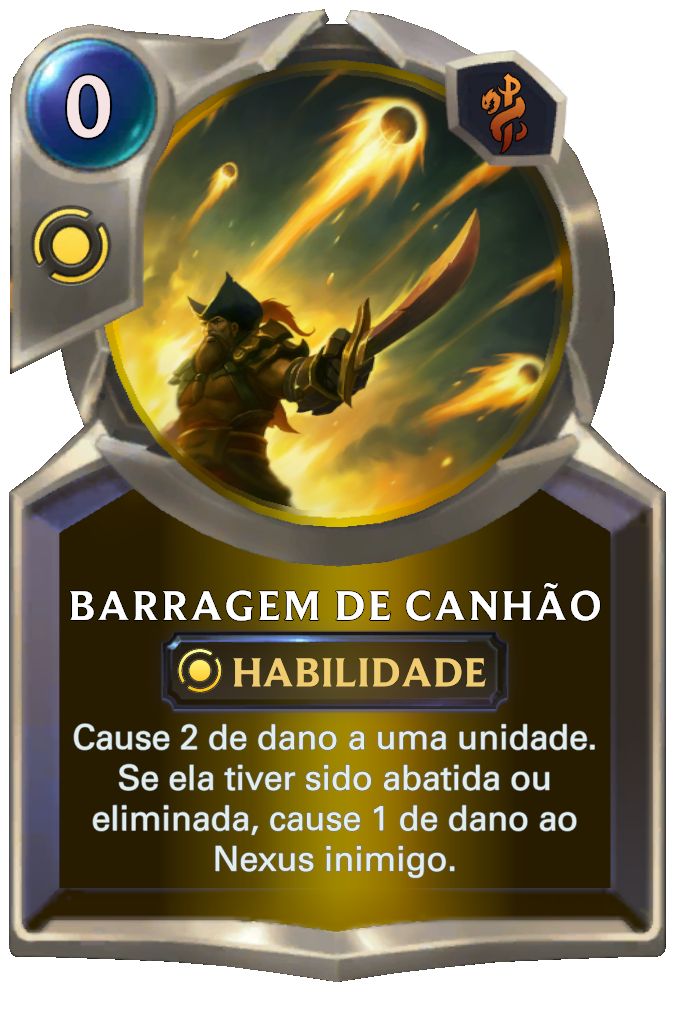 0
BARRAGEM DE CANHÃO
HABILIDADE
Cause 2 de dano a uma unidade.
Se ela tiver sido abatida ou
eliminada, cause 1 de dano ao
Nexus inimigo.